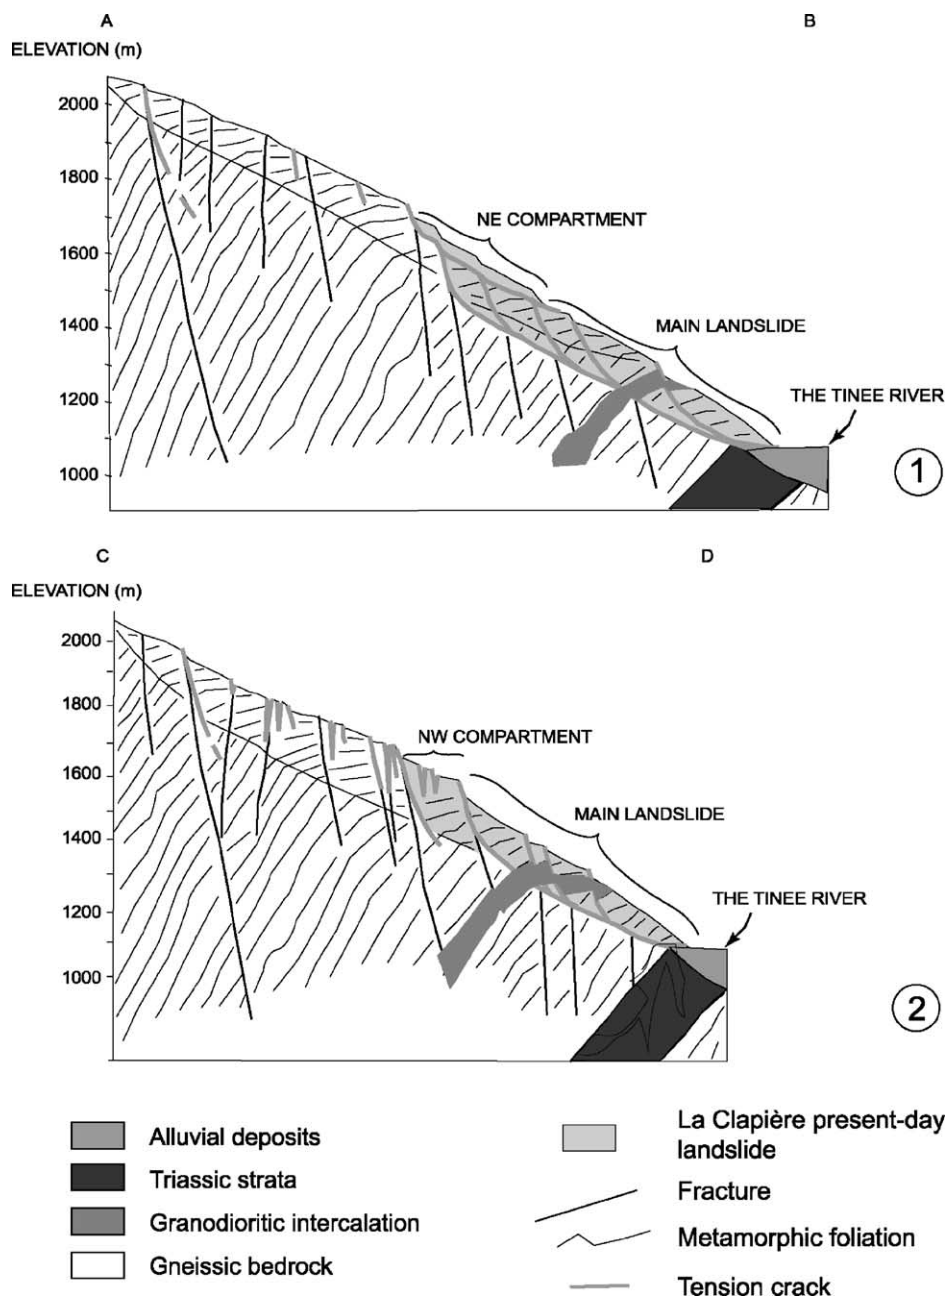 A
B
ELEVATION (m)
2000
1800
1600
1400
1200
1000
NE COMPARTMENT
MAIN LANDSLIDE
THE TINEE RIVER
1
C
D
ELEVATION (m)
2000
1800
1600
1400
1200
1000
NW COMPARTMENT
MAIN LANDSLIDE
THE TINEE RIVER
2
Alluvial deposits
Triassic strata
Granodioritic intercalation
Gneissic bedrock
La Clapière present-day
landslide
Fracture
Metamorphic foliation
Tension crack